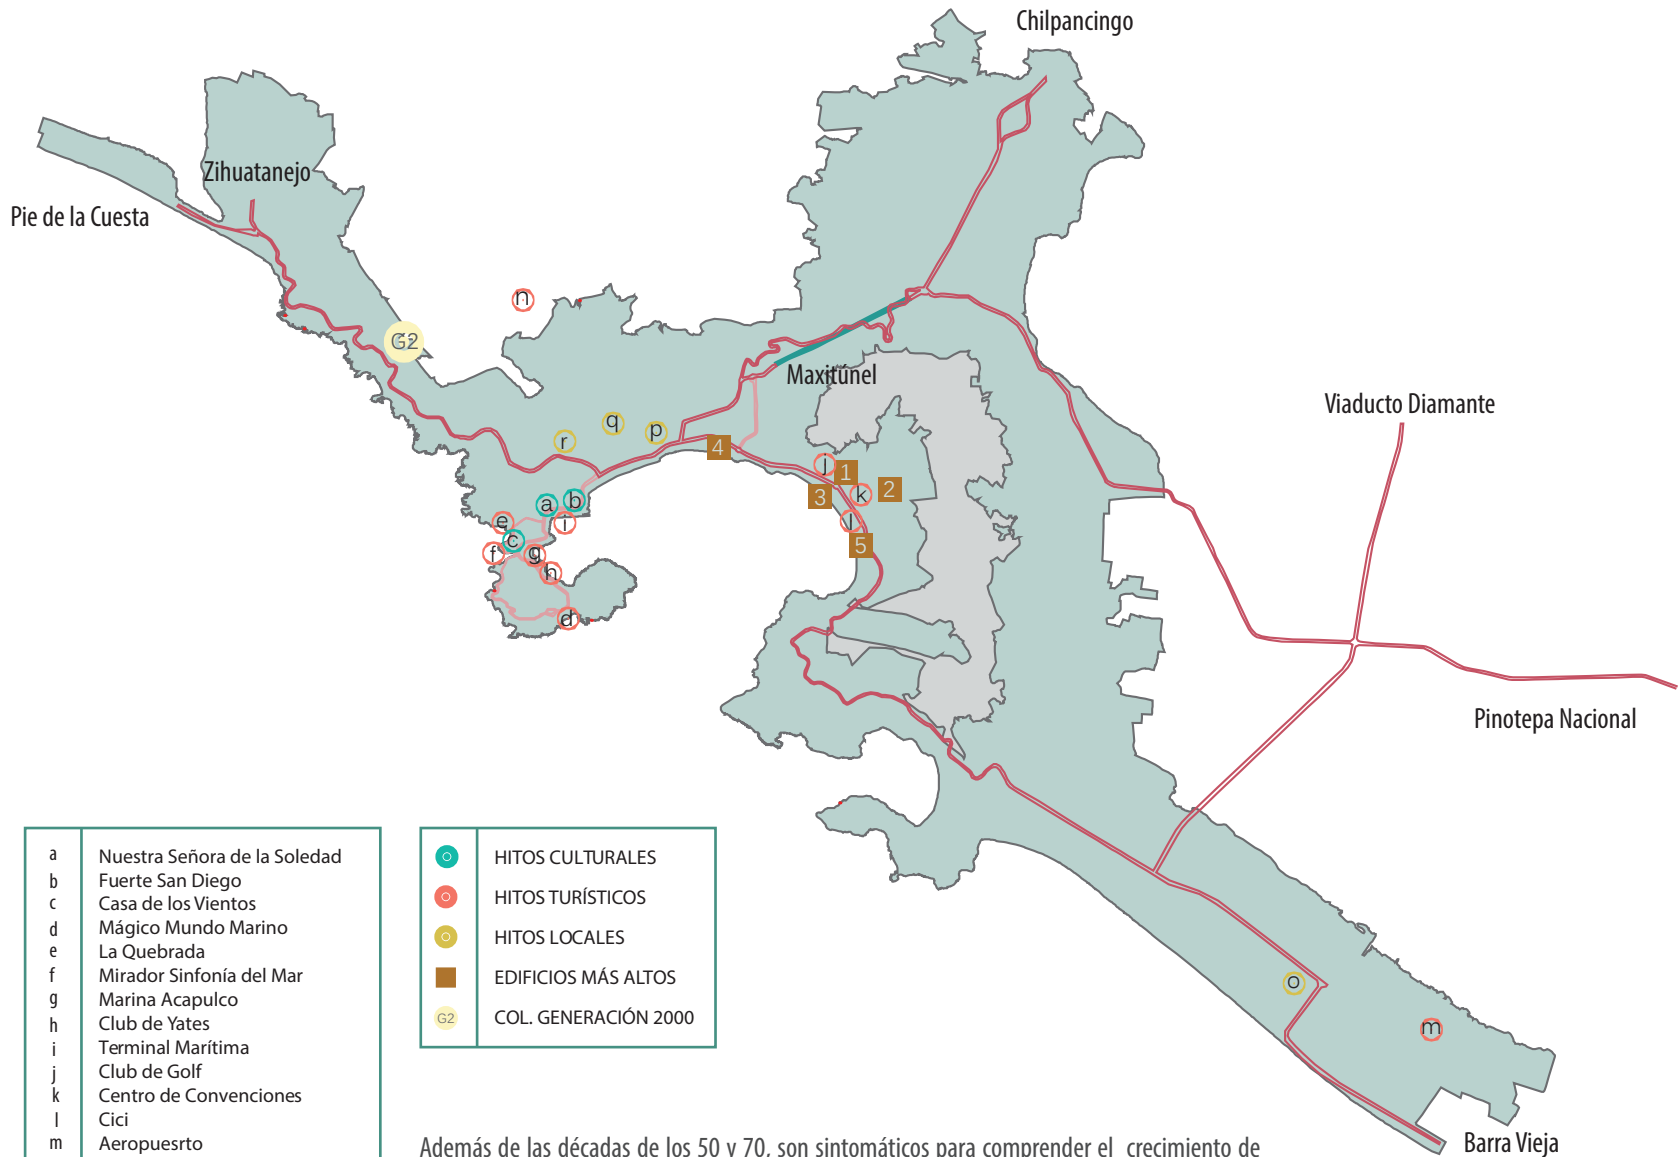 Chilpancingo
Zihuatanejo
Pie de la Cuesta
n
G2
Maxitúnel
Viaducto Diamante
q
p
r
4
j
1
k
2
3
l
5
a
b
e
i
c
f
g
h
d
Pinotepa Nacional
o
m
Barra Vieja
a Nuestra Señora de la Soledad
b Fuerte San Diego
c Casa de los Vientos
d Mágico Mundo Marino
e La Quebrada
f Mirador Sinfonía del Mar
g Marina Acapulco
h Club de Yates
i Terminal Marítima
j Club de Golf
k Centro de Convenciones
l Cici
m Aeropuesrto
HITOS CULTURALES
HITOS TURÍSTICOS
HITOS LOCALES
EDIFICIOS MÁS ALTOS
G2 COL. GENERACIÓN 2000
Además de las décadas de los 50 y 70, son sintomáticos para comprender el crecimiento de